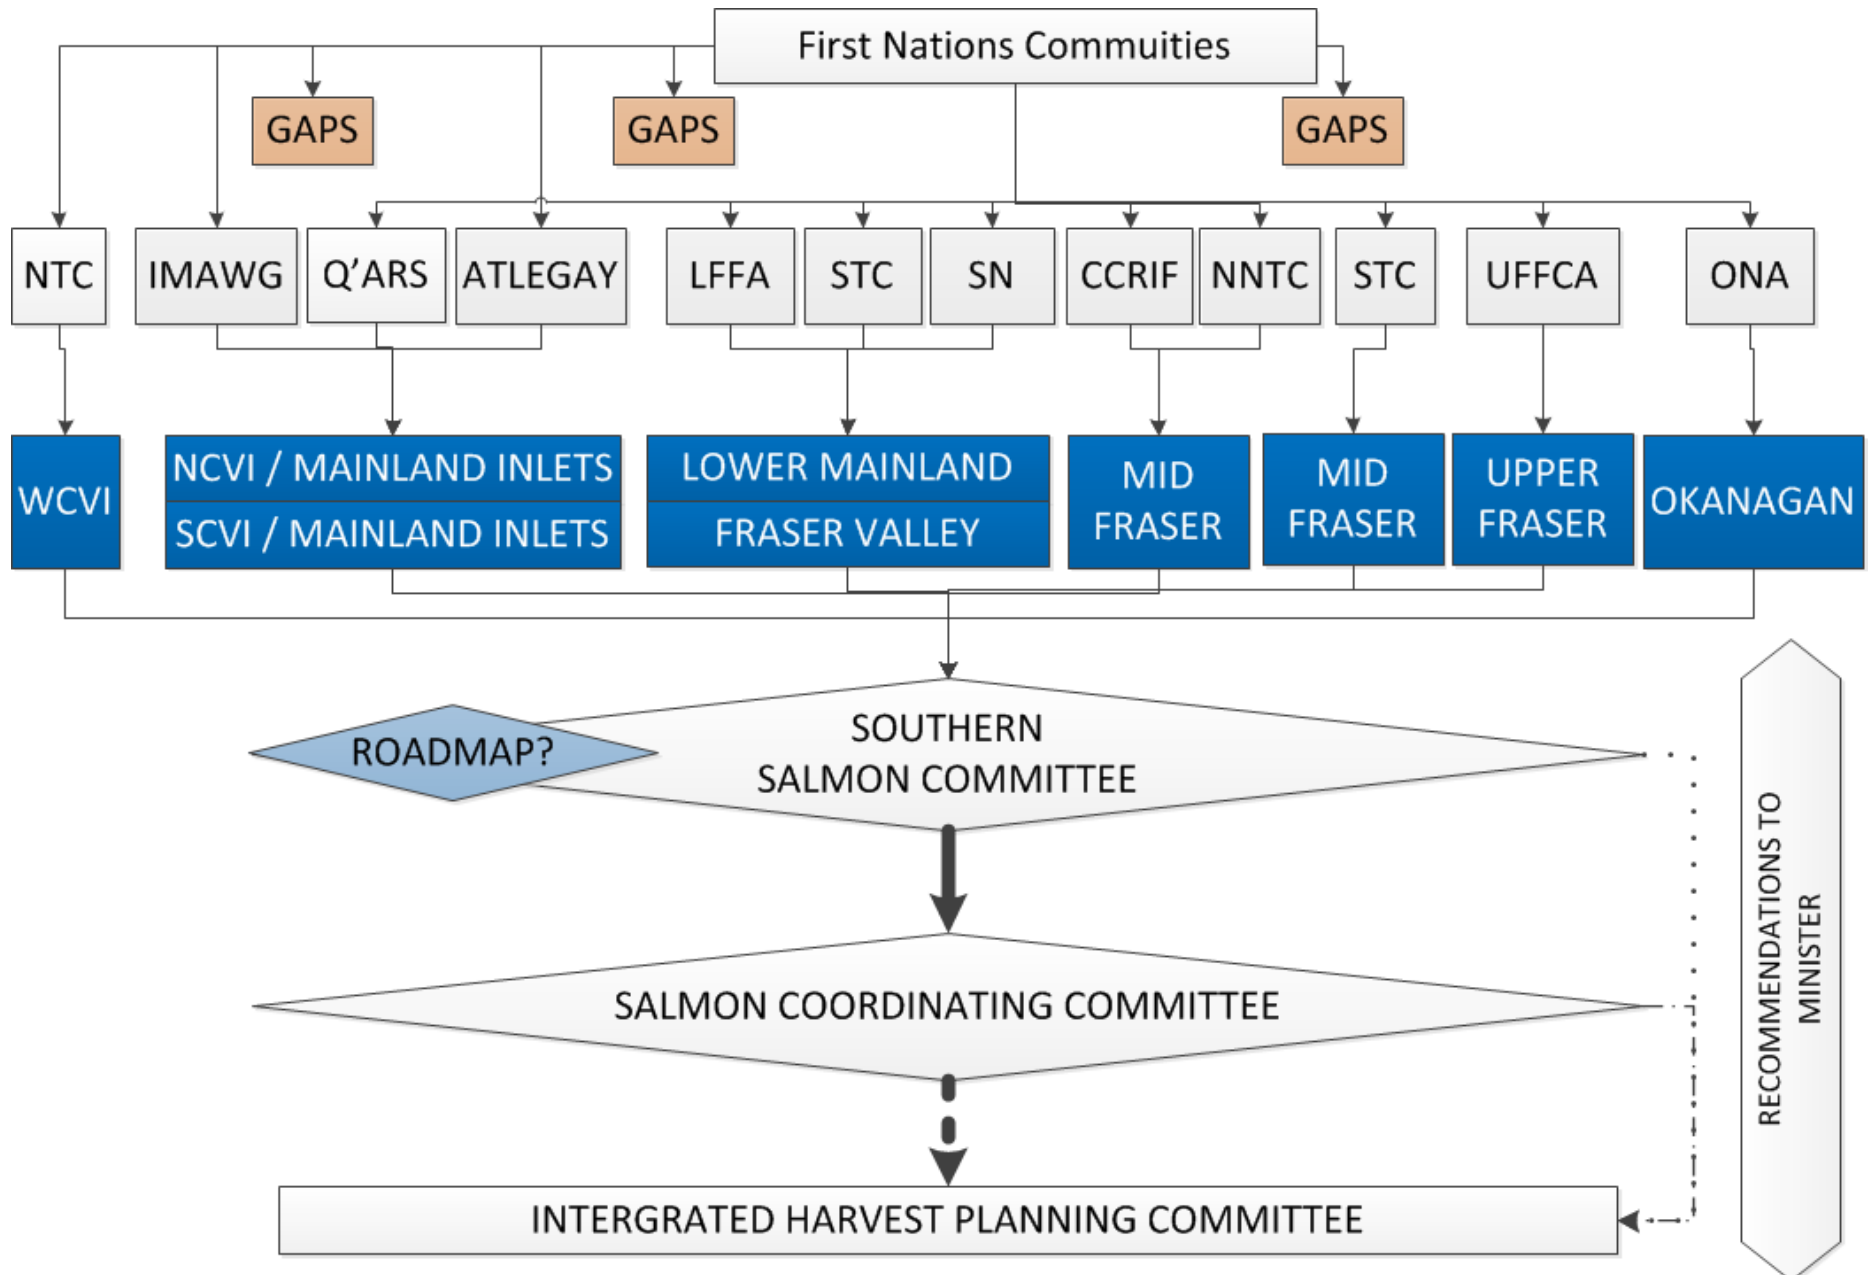 First Nations Commuities
GAPS
GAPS
GAPS
NTC
IMAWG
Q'ARS
ATLEGAY
LFFA
STC
SN
CCRIF
NNTC
STC
UFFCA
ONA
WCVI
NCVI / MAINLAND INLETS
SCVI / MAINLAND INLETS
LOWER MAINLAND
FRASER VALLEY
MID
FRASER
MID
FRASER
UPPER
FRASER
OKANAGAN
ROADMAP?
SOUTHERN
SALMON COMMITTEE
SALMON COORDINATING COMMITTEE
INTERGRATED HARVEST PLANNING COMMITTEE
RECOMMENDATIONS TO
MINISTER